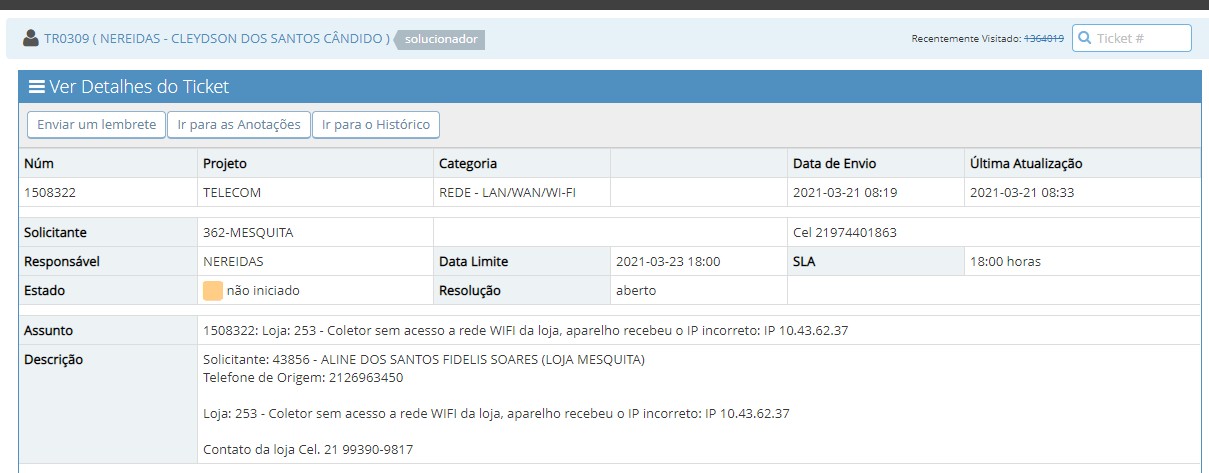 TR0309 ( NEREIDAS - CLEYDSON DOS SANTOS CÂNDIDO ) solucionador
Recentemente Visitado: 1364019 Ticket #
Ver Detalhes do Ticket
Enviar um lembrete Ir para as Anotações Ir para o Histórico
Núm Projeto Categoria Data de Envio Última Atualização
1508322 TELECOM REDE - LAN/WAN/WI-FI 2021-03-21 08:19 2021-03-21 08:33
Solicitante 362-MESQUITA Cel 21974401863
Responsável NEREIDAS Data Limite 2021-03-23 18:00 SLA 18:00 horas
Estado não iniciado Resolução aberto
Assunto 1508322: Loja: 253 - Coletor sem acesso a rede WIFI da loja, aparelho recebeu o IP incorreto: IP 10.43.62.37
Descrição Solicitante: 43856 - ALINE DOS SANTOS FIDELIS SOARES (LOJA MESQUITA)
Telefone de Origem: 2126963450
Loja: 253 - Coletor sem acesso a rede WIFI da loja, aparelho recebeu o IP incorreto: IP 10.43.62.37
Contato da loja Cel. 21 99390-9817